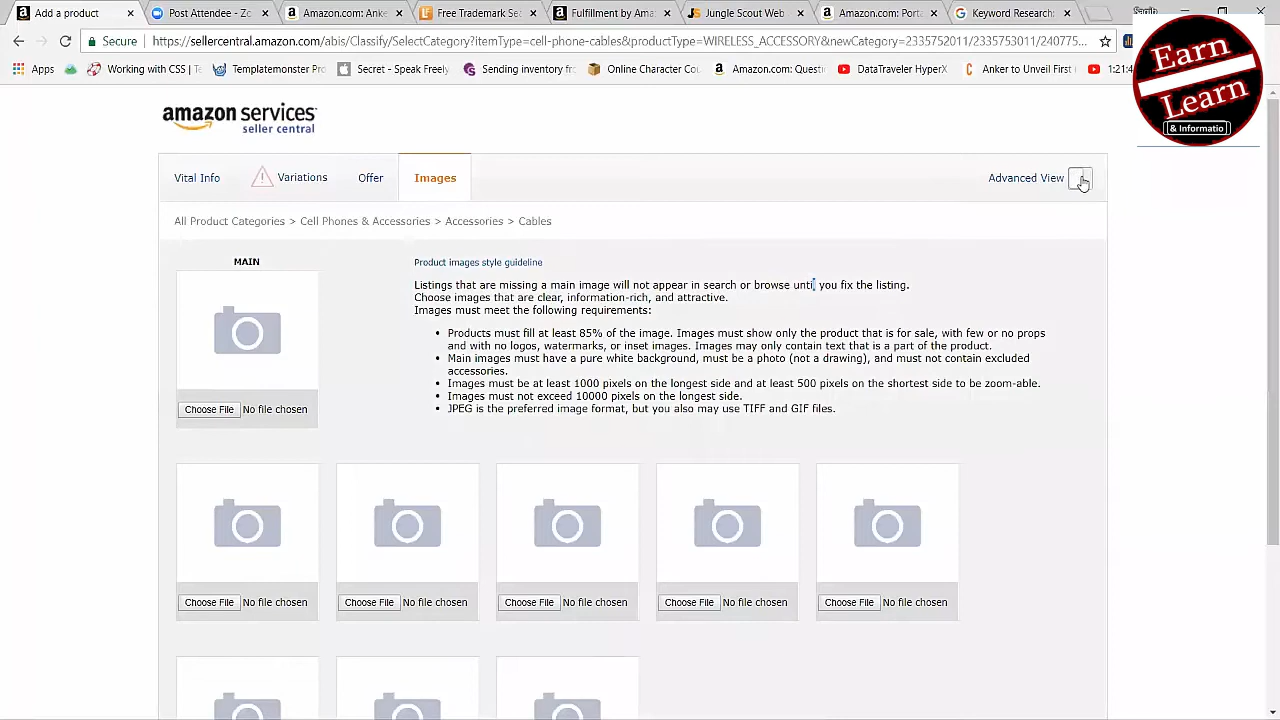 Add a product
Post Attendee - Zo
Amazon.com: Anke
Free Trademark Se
Fulfillment by Amaz
Jungle Scout Web
Amazon.com: Porta
Keyword Research:
Secure
https://sellercentral.amazon.com/abis/Classify/SelectCategory?itemType=cell-phone-cables&productType=WIRELESS_ACCESSORY&newCategory=2335752011/2335753011/240775...
Apps
Working with CSS | Te
Templatemonster Pro
Secret - Speak Freely
Online Character Cou
Amazon.com: Questi
DataTraveler HyperX
Anker to Unveil First
1:21:4
Earn
Learn
& Informatio
amazon services
seller central
Vital Info
Variations
Offer
Images
Advanced View
All Product Categories > Cell Phones & Accessories > Accessories > Cables
MAIN
Product images style guideline
Listings that are missing a main image will not appear in search or browse until you fix the listing.
Choose images that are clear, information-rich, and attractive.
Images must meet the following requirements:
• Products must fill at least 85% of the image. Images must show only the product that is for sale, with few or no props
and with no logos, watermarks, or inset images. Images may only contain text that is a part of the product.
• Main images must have a pure white background, must be a photo (not a drawing), and must not contain excluded
accessories.
• Images must be at least 1000 pixels on the longest side and at least 500 pixels on the shortest side to be zoom-able.
• Images must not exceed 10000 pixels on the longest side.
• JPEG is the preferred image format, but you also may use TIFF and GIF files.
Choose File No file chosen
Choose File No file chosen
Choose File No file chosen
Choose File No file chosen
Choose File No file chosen
Choose File No file chosen